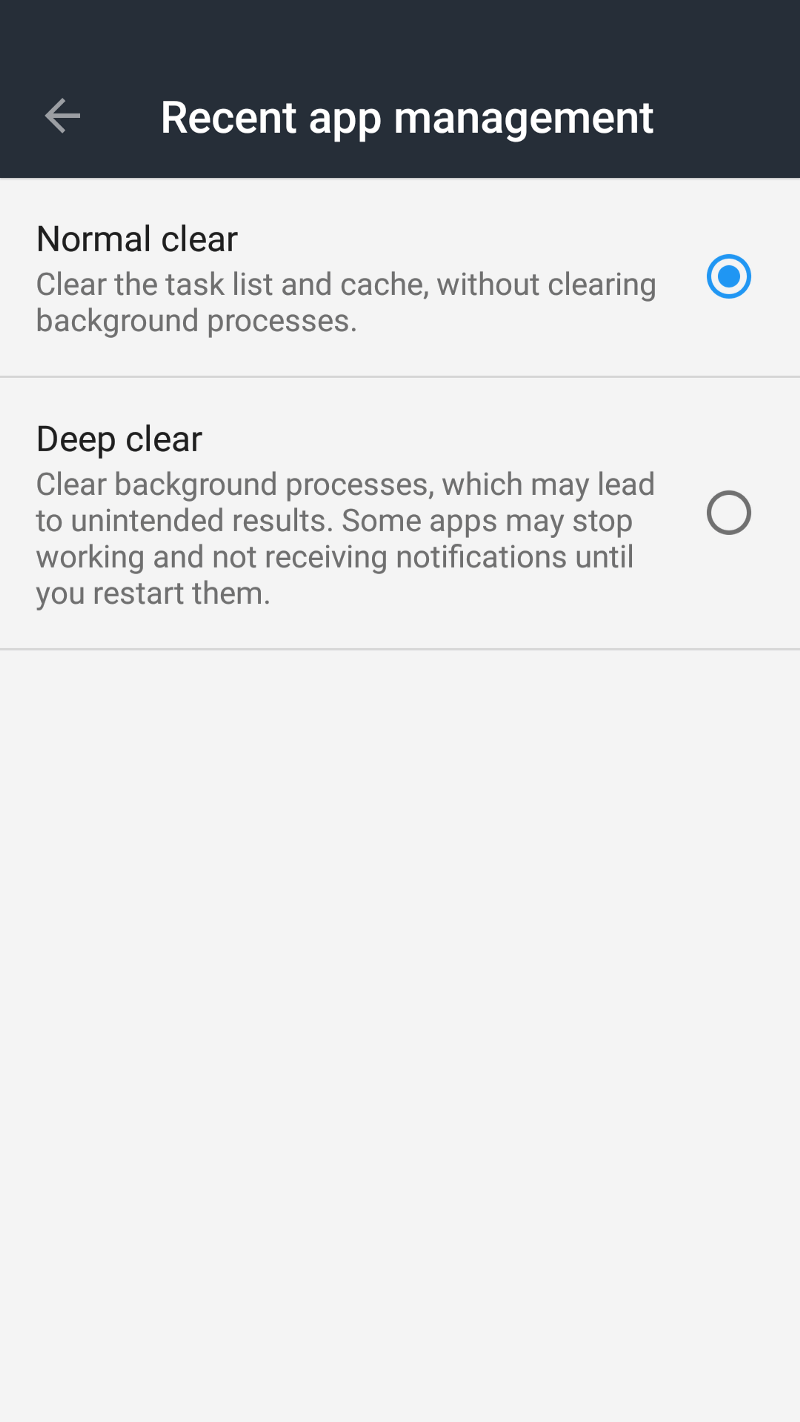 Recent app management
Normal clear
Clear the task list and cache, without clearing
background processes.
Deep clear
Clear background processes, which may lead
to unintended results. Some apps may stop
working and not receiving notifications until
you restart them.